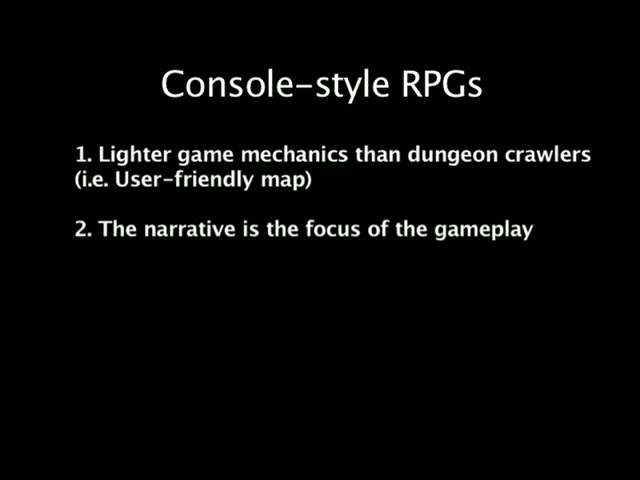 Console-style RPGs
1. Lighter game mechanics than dungeon crawlers
(i.e. User-friendly map)
2. The narrative is the focus of the gameplay